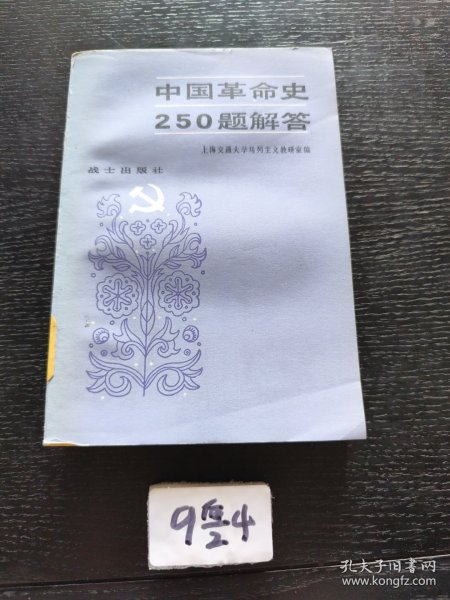 中国革命史
250题解答
上海交通大学马列主义教研室编
战士出版社
9 2 4
孔夫子旧书网
www.kongfz.com